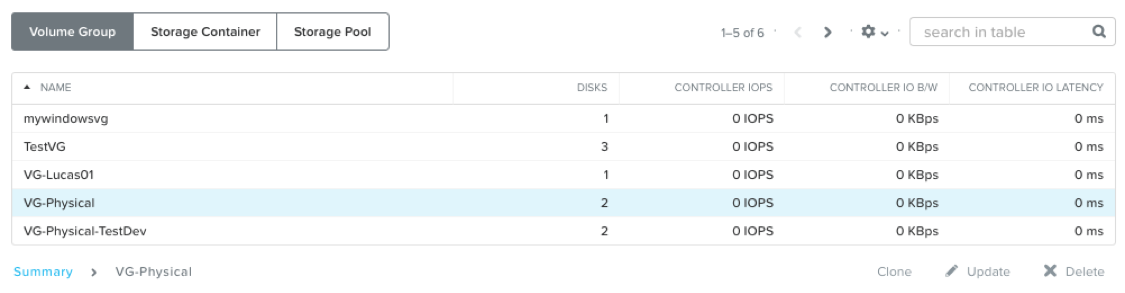 Volume Group Storage Container Storage Pool 1–5 of 6 search in table
NAME DISKS CONTROLLER IOPS CONTROLLER IO B/W CONTROLLER IO LATENCY
mywindowsvg 1 0 IOPS 0 KBps 0 ms
TestVG 3 0 IOPS 0 KBps 0 ms
VG-Lucas01 1 0 IOPS 0 KBps 0 ms
VG-Physical 2 0 IOPS 0 KBps 0 ms
VG-Physical-TestDev 2 0 IOPS 0 KBps 0 ms
Summary > VG-Physical Clone Update Delete